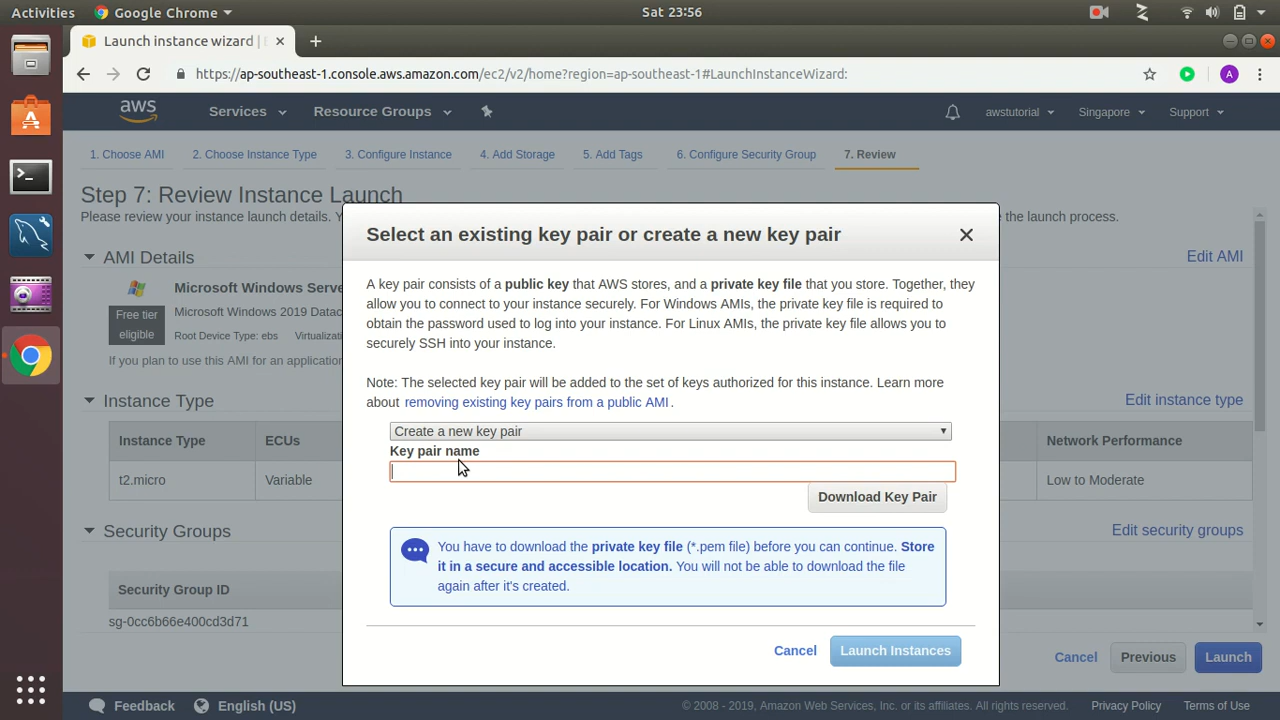 Activities
Google Chrome
Sat 23:56
Launch instance wizard |
https://ap-southeast-1.console.aws.amazon.com/ec2/v2/home?region=ap-southeast-1#LaunchInstanceWizard:
A
aws
Services
Resource Groups
awstutorial
Singapore
Support
1. Choose AMI
2. Choose Instance Type
3. Configure Instance
4. Add Storage
5. Add Tags
6. Configure Security Group
7. Review
Step 7: Review Instance Launch
Please review your instance launch details. Y
the launch process.
AMI Details
Edit AMI
Free tier
eligible
Microsoft Windows Serve
Microsoft Windows 2019 Datac
Root Device Type: ebs Virtualizati
If you plan to use this AMI for an application
Instance Type
Edit instance type
Instance Type
ECUs
Network Performance
t2.micro
Variable
Low to Moderate
Security Groups
Edit security groups
Security Group ID
sg-0cc6b66e400cd3d71
Select an existing key pair or create a new key pair
A key pair consists of a public key that AWS stores, and a private key file that you store. Together, they
allow you to connect to your instance securely. For Windows AMIs, the private key file is required to
obtain the password used to log into your instance. For Linux AMIs, the private key file allows you to
securely SSH into your instance.
Note: The selected key pair will be added to the set of keys authorized for this instance. Learn more
about removing existing key pairs from a public AMI .
Create a new key pair
Key pair name
Download Key Pair
You have to download the private key file (*.pem file) before you can continue. Store
it in a secure and accessible location. You will not be able to download the file
again after it's created.
Cancel
Launch Instances
Cancel
Previous
Launch
Feedback
English (US)
© 2008 - 2019, Amazon Web Services, Inc. or its affiliates. All rights reserved.
Privacy Policy
Terms of Use